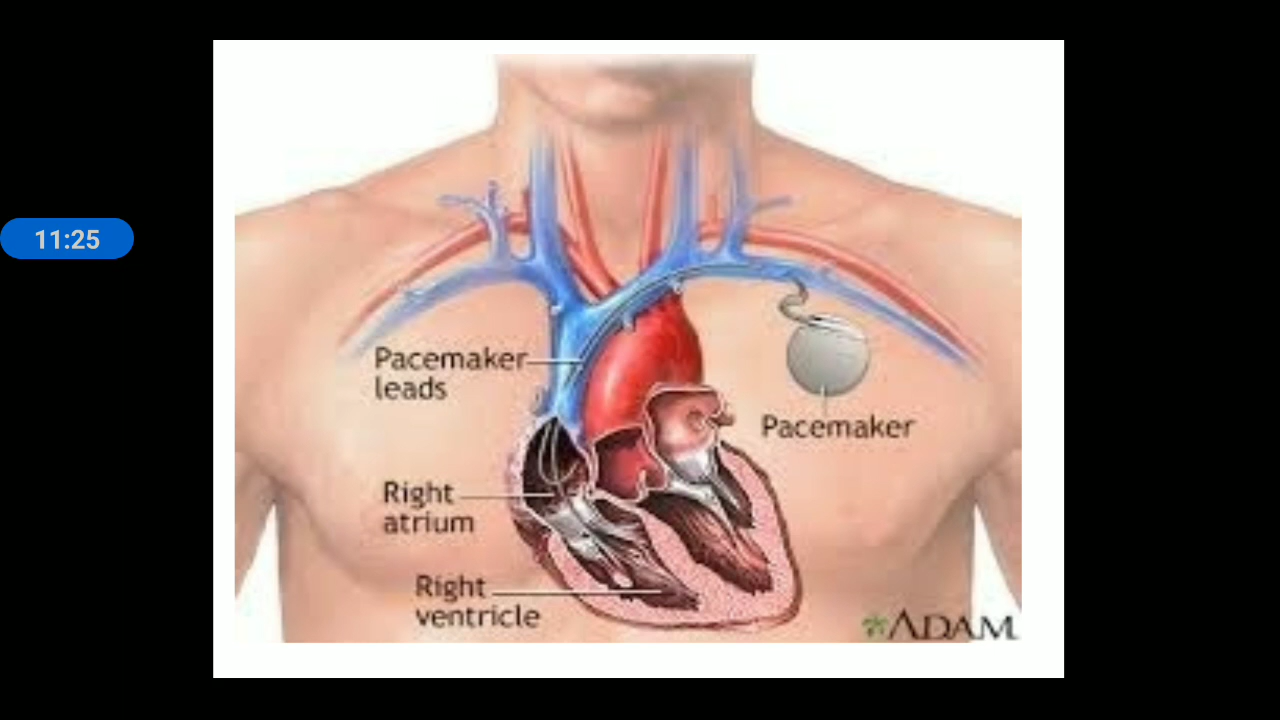 11:25
Pacemaker
leads
Pacemaker
Right
atrium
Right
ventricle
ADAM